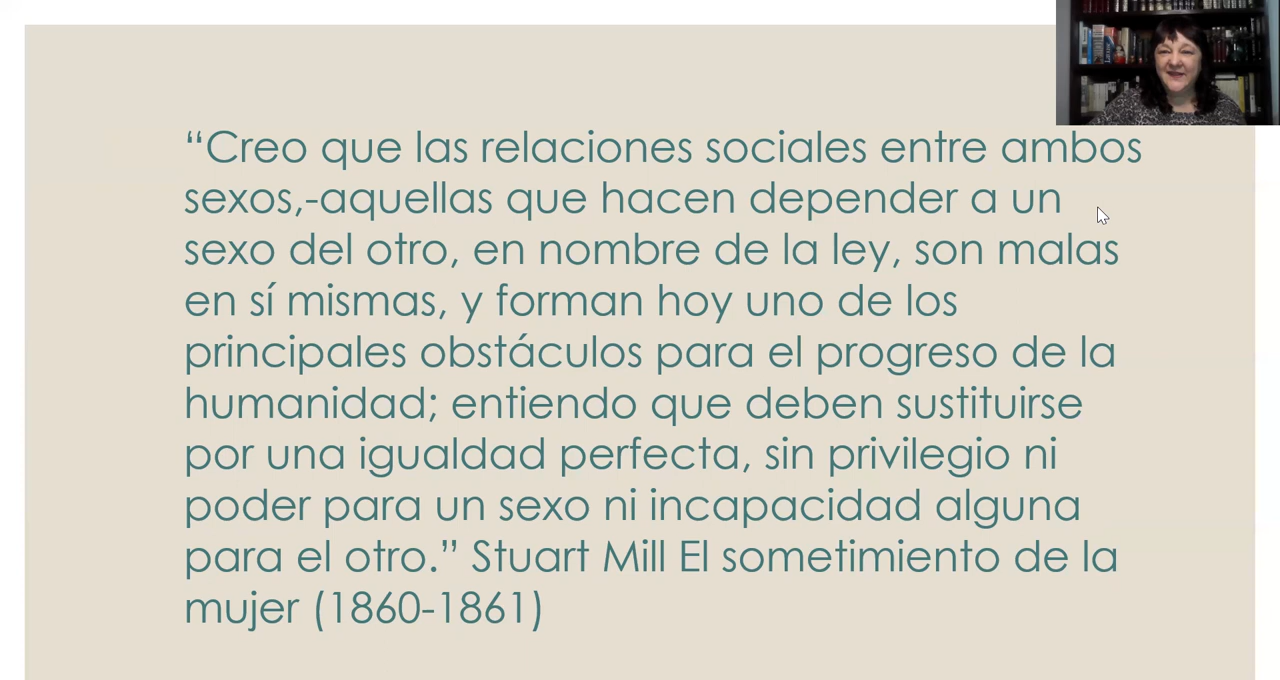 “Creo que las relaciones sociales entre ambos
sexos,-aquellas que hacen depender a un
sexo del otro, en nombre de la ley, son malas
en sí mismas, y forman hoy uno de los
principales obstáculos para el progreso de la
humanidad; entiendo que deben sustituirse
por una igualdad perfecta, sin privilegio ni
poder para un sexo ni incapacidad alguna
para el otro.” Stuart Mill El sometimiento de la
mujer (1860-1861)